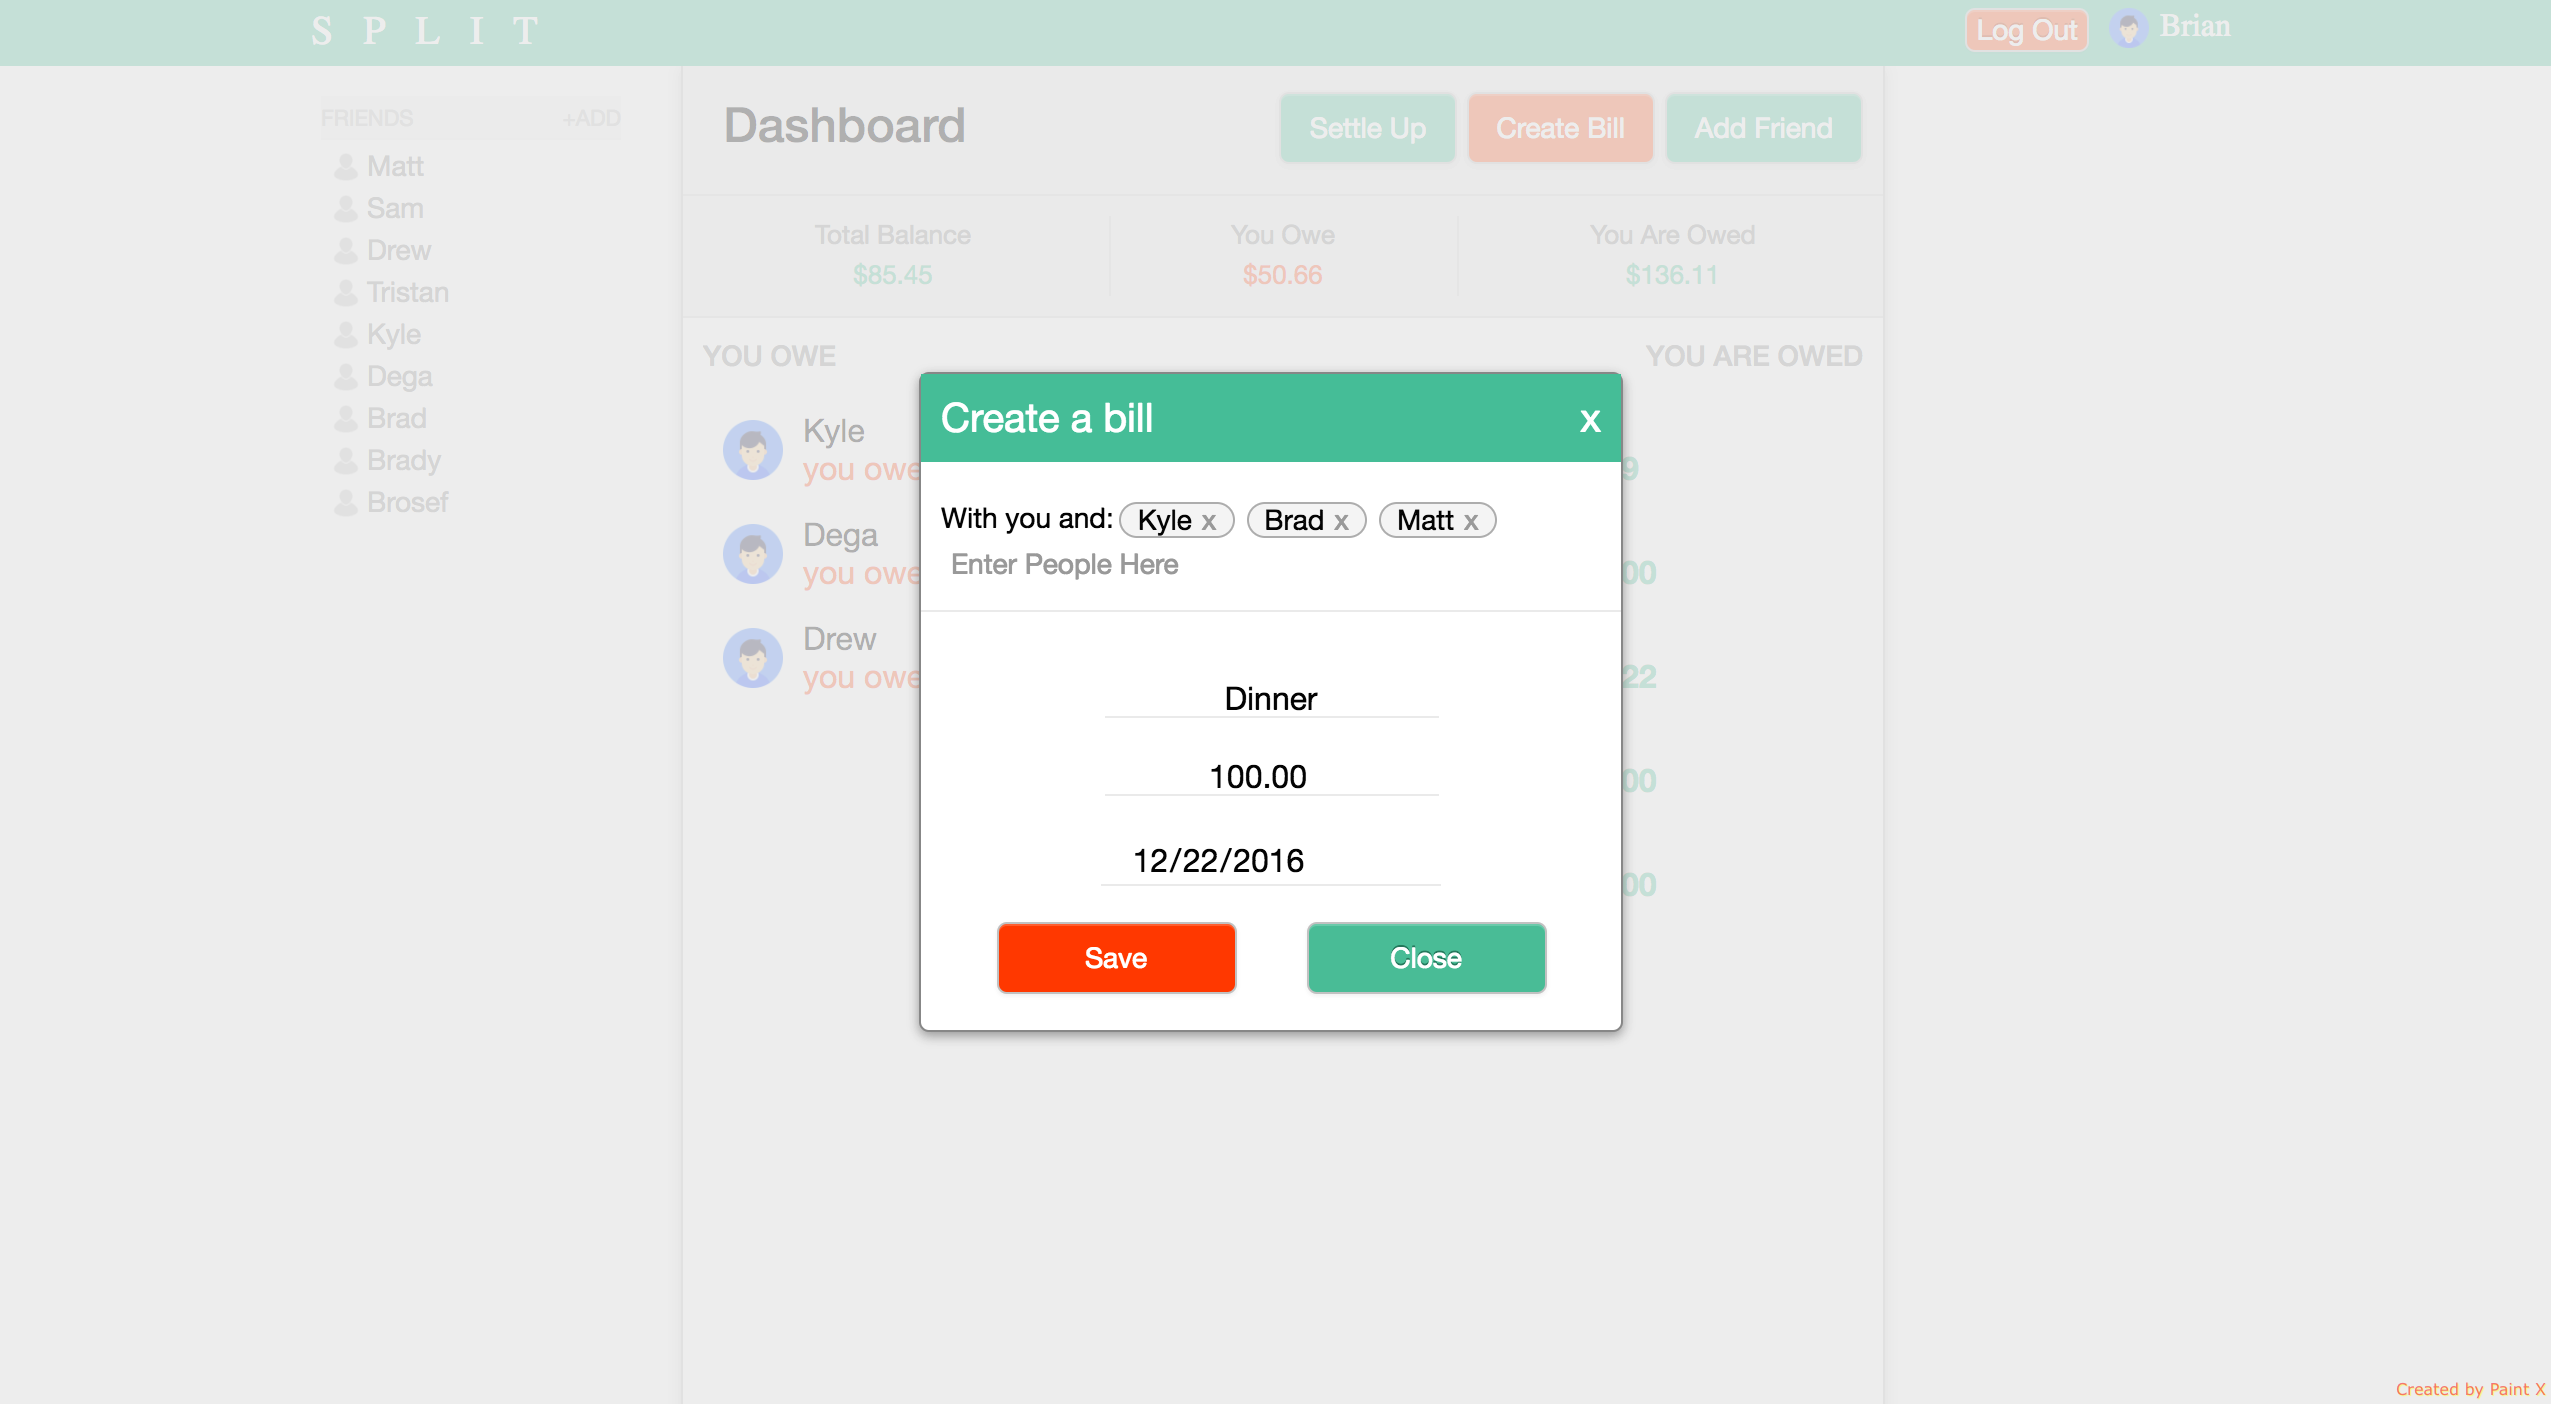 S P L I T
Log Out
Brian
FRIENDS +ADD
Matt
Sam
Drew
Tristan
Kyle
Dega
Brad
Brady
Brosef
Dashboard
Settle Up
Create Bill
Add Friend
Total Balance
$85.45
You Owe
$50.66
You Are Owed
$136.11
YOU OWE
YOU ARE OWED
Kyle
you owe
Dega
you owe
Drew
you owe
9
00
22
00
00
Create a bill x
With you and: Kyle x Brad x Matt x
Enter People Here
Dinner
100.00
12/22/2016
Save
Close
Created by Paint X